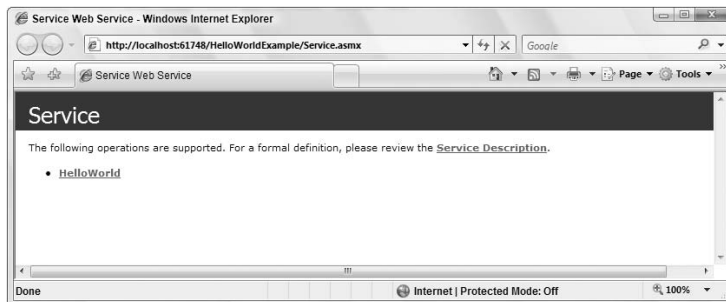 Service Web Service - Windows Internet Explorer
http://localhost:61748/HelloWorldExample/Service.asmx
Google
Service Web Service
Page
Tools
Service
The following operations are supported. For a formal definition, please review the Service Description.
• HelloWorld
Done
Internet | Protected Mode: Off
100%